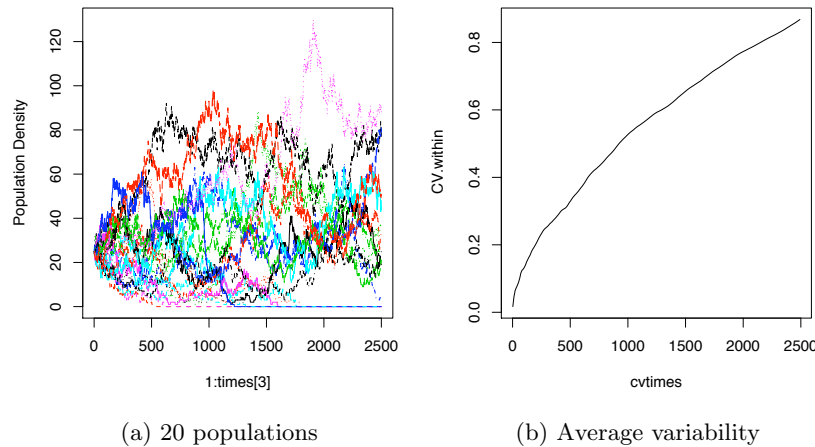 Population Density
0 20 40 60 80 100 120
0 500 1000 1500 2000 2500
1:times[3]
(a) 20 populations
CV.within
0.0 0.2 0.4 0.6 0.8
0 500 1000 1500 2000 2500
cvtimes
(b) Average variability